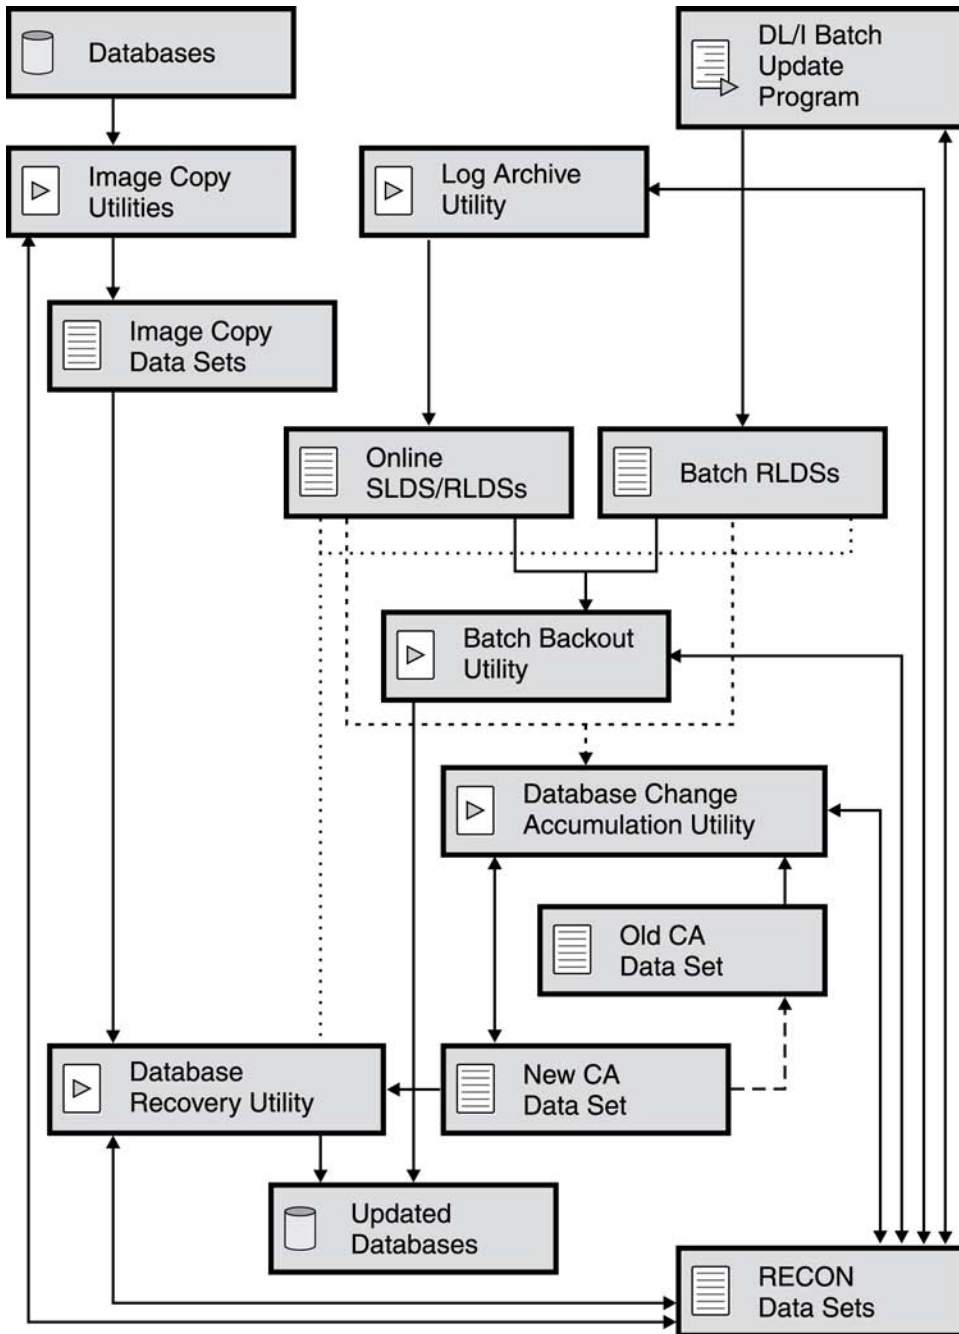 Databases
DL/I Batch
Update
Program
Image Copy
Utilities
Log Archive
Utility
Image Copy
Data Sets
Online
SLDS/RLDSs
Batch RLDSs
Batch Backout
Utility
Database Change
Accumulation Utility
Old CA
Data Set
Database
Recovery Utility
New CA
Data Set
Updated
Databases
RECON
Data Sets